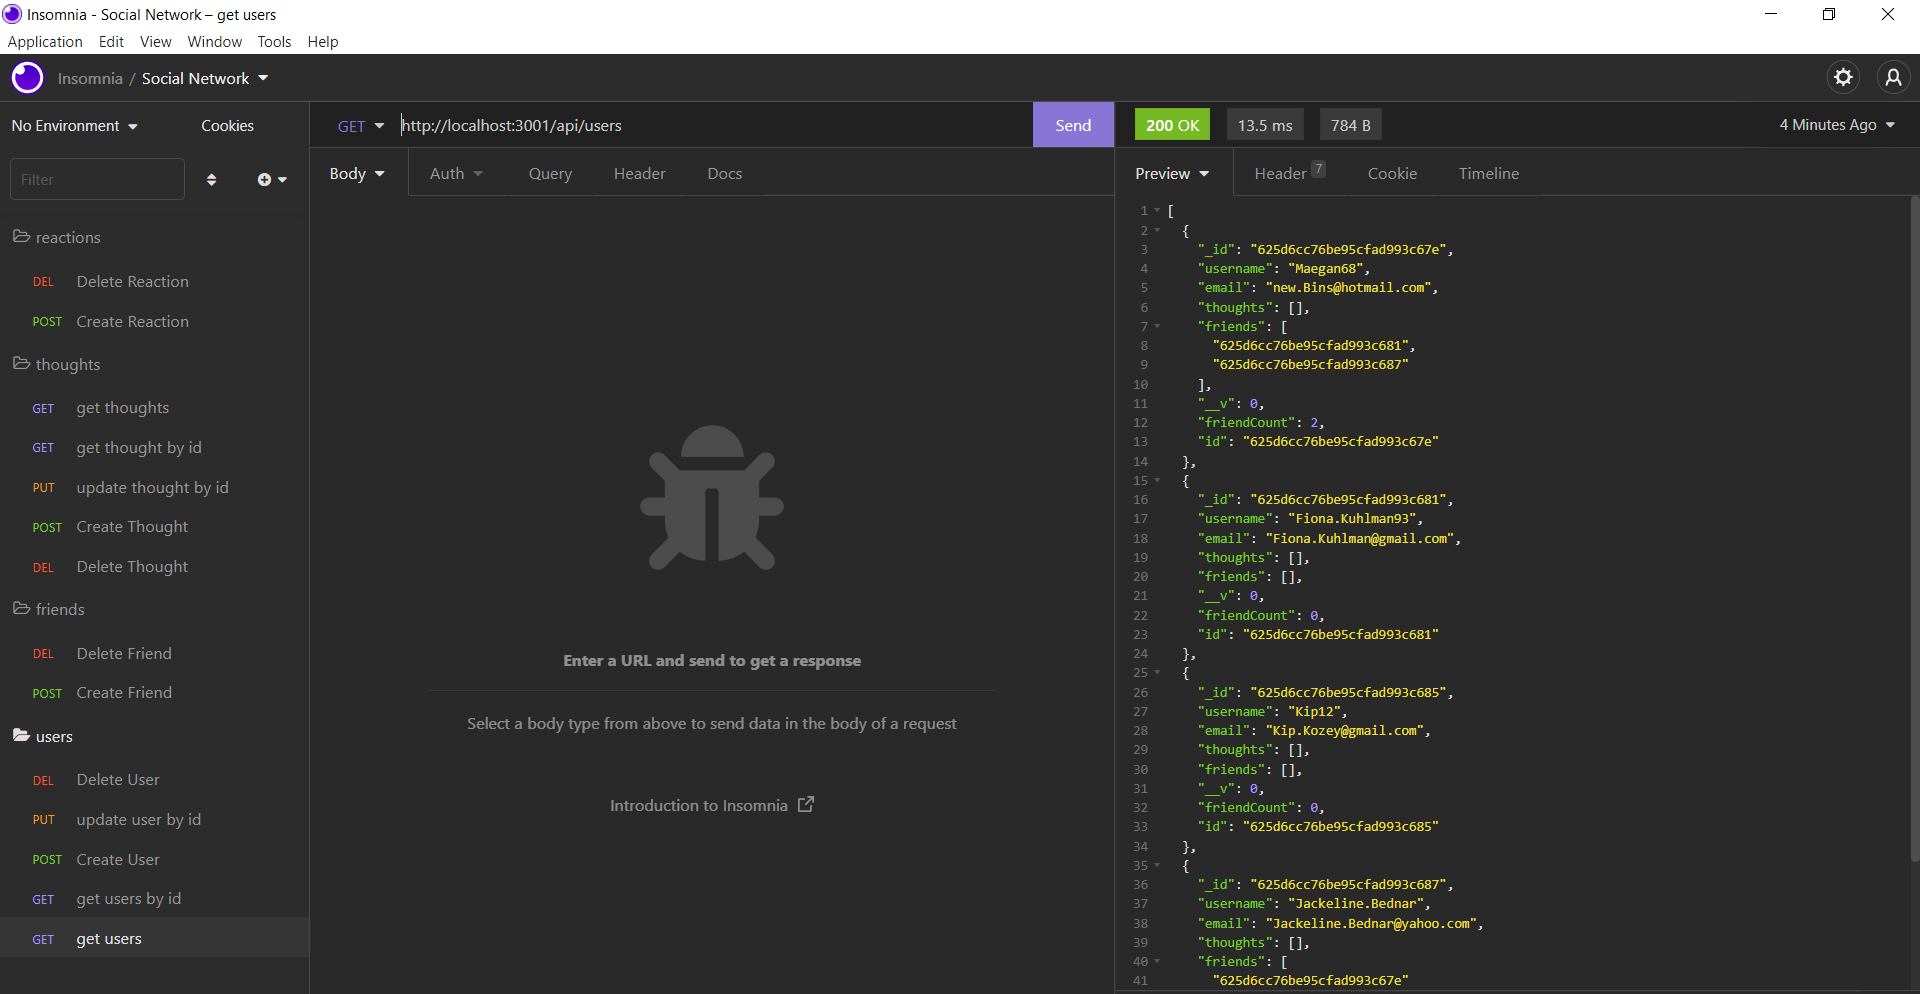 Insomnia - Social Network – get users
Application Edit View Window Tools Help
Insomnia / Social Network
No Environment
Cookies
Filter
reactions
DEL Delete Reaction
POST Create Reaction
thoughts
GET get thoughts
GET get thought by id
PUT update thought by id
POST Create Thought
DEL Delete Thought
friends
DEL Delete Friend
POST Create Friend
users
DEL Delete User
PUT update user by id
POST Create User
GET get users by id
GET get users
GET http://localhost:3001/api/users Send
Body Auth Query Header Docs
Enter a URL and send to get a response
Select a body type from above to send data in the body of a request
Introduction to Insomnia
200 OK 13.5 ms 784 B 4 Minutes Ago
Preview Header 7 Cookie Timeline
1 [
2 {
3 "_id": "625d6cc76be95cfad993c67e",
4 "username": "Maegan68",
5 "email": "new.Bins@hotmail.com",
6 "thoughts": [],
7 "friends": [
8 "625d6cc76be95cfad993c681",
9 "625d6cc76be95cfad993c687"
10 ],
11 "__v": 0,
12 "friendCount": 2,
13 "id": "625d6cc76be95cfad993c67e"
14 },
15 {
16 "_id": "625d6cc76be95cfad993c681",
17 "username": "Fiona.Kuhlman93",
18 "email": "Fiona.Kuhlman@gmail.com",
19 "thoughts": [],
20 "friends": [],
21 "__v": 0,
22 "friendCount": 0,
23 "id": "625d6cc76be95cfad993c681"
24 },
25 {
26 "_id": "625d6cc76be95cfad993c685",
27 "username": "Kip12",
28 "email": "Kip.Kozey@gmail.com",
29 "thoughts": [],
30 "friends": [],
31 "__v": 0,
32 "friendCount": 0,
33 "id": "625d6cc76be95cfad993c685"
34 },
35 {
36 "_id": "625d6cc76be95cfad993c687",
37 "username": "Jackeline.Bednar",
38 "email": "Jackeline.Bednar@yahoo.com",
39 "thoughts": [],
40 "friends": [
41 "625d6cc76be95cfad993c67e"